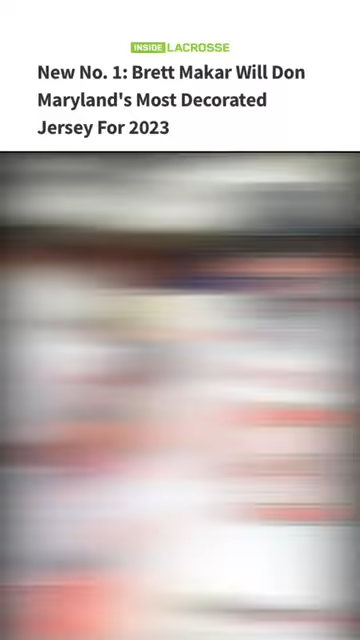 INSIDE LACROSSE
New No. 1: Brett Makar Will Don
Maryland's Most Decorated
Jersey For 2023